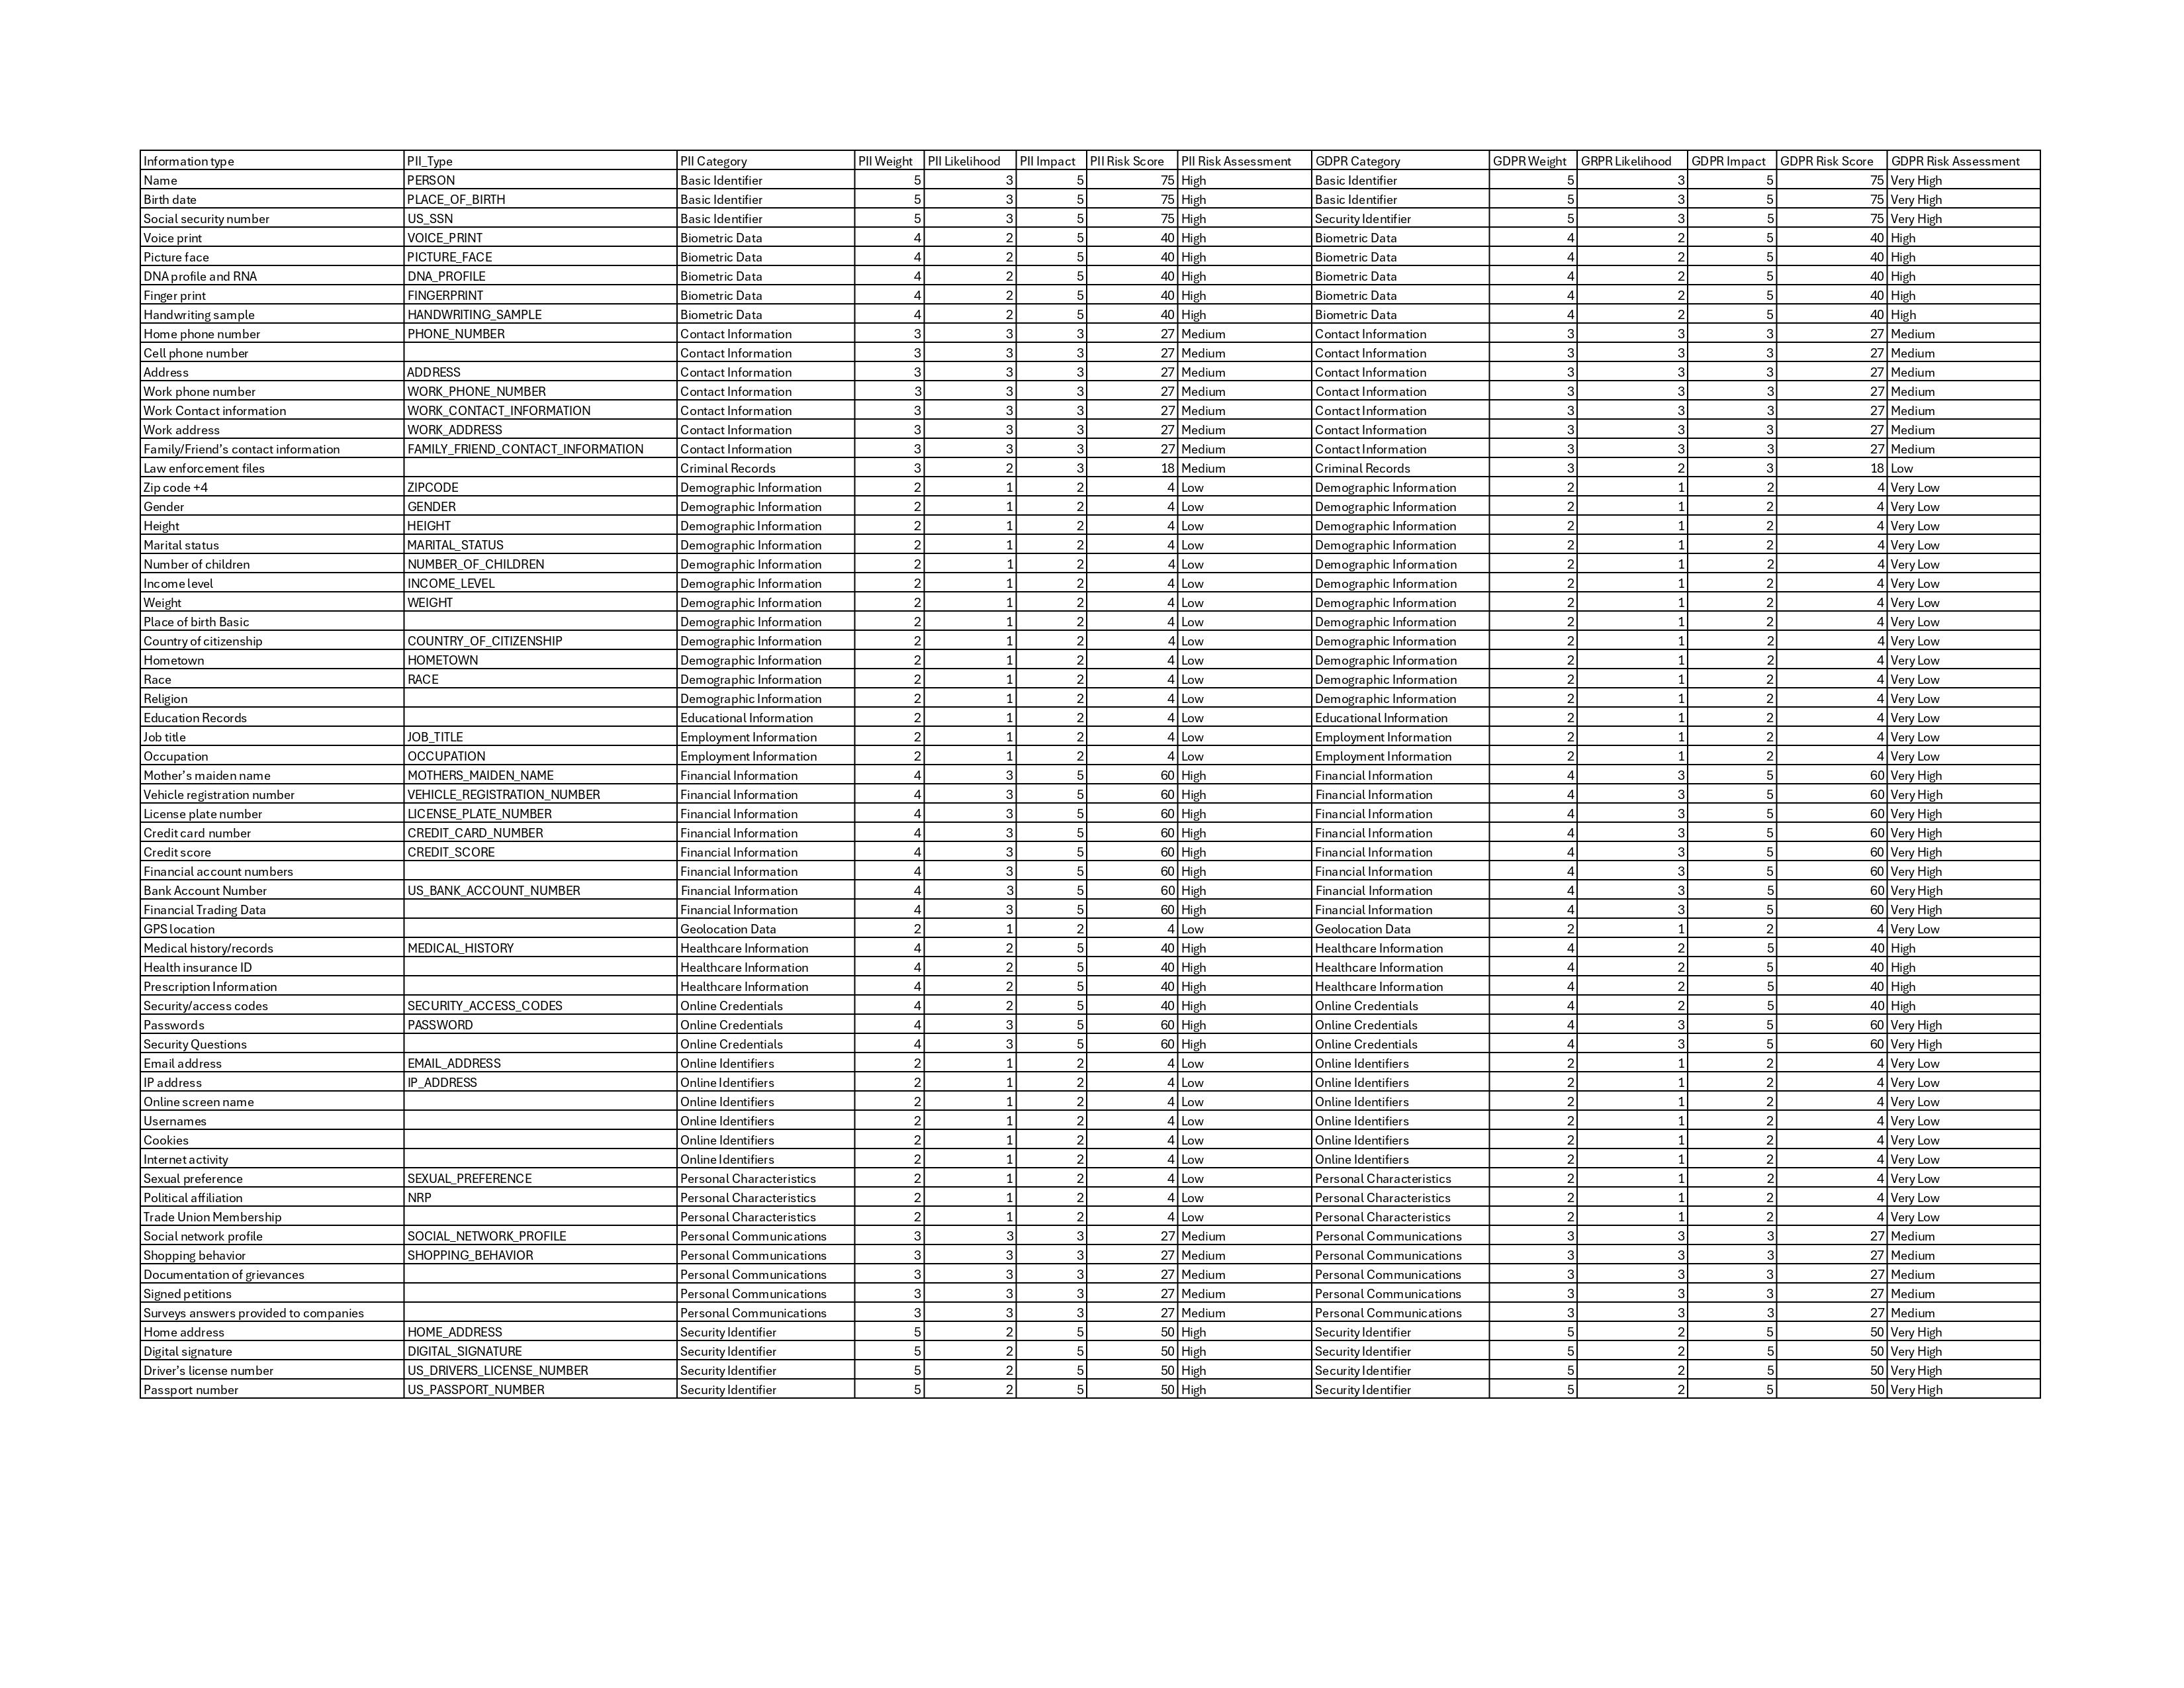 Information type PII_Type PII Category PII Weight PII Likelihood PII Impact PII Risk Score PII Risk Assessment GDPR Category GDPR Weight GRPR Likelihood GDPR Impact GDPR Risk Score GDPR Risk Assessment
Name PERSON Basic Identifier 5 3 5 75 High Basic Identifier 5 3 5 75 Very High
Birth date PLACE_OF_BIRTH Basic Identifier 5 3 5 75 High Basic Identifier 5 3 5 75 Very High
Social security number US_SSN Basic Identifier 5 3 5 75 High Security Identifier 5 3 5 75 Very High
Voice print VOICE_PRINT Biometric Data 4 2 5 40 High Biometric Data 4 2 5 40 High
Picture face PICTURE_FACE Biometric Data 4 2 5 40 High Biometric Data 4 2 5 40 High
DNA profile and RNA DNA_PROFILE Biometric Data 4 2 5 40 High Biometric Data 4 2 5 40 High
Finger print FINGERPRINT Biometric Data 4 2 5 40 High Biometric Data 4 2 5 40 High
Handwriting sample HANDWRITING_SAMPLE Biometric Data 4 2 5 40 High Biometric Data 4 2 5 40 High
Home phone number PHONE_NUMBER Contact Information 3 3 3 27 Medium Contact Information 3 3 3 27 Medium
Cell phone number Contact Information 3 3 3 27 Medium Contact Information 3 3 3 27 Medium
Address ADDRESS Contact Information 3 3 3 27 Medium Contact Information 3 3 3 27 Medium
Work phone number WORK_PHONE_NUMBER Contact Information 3 3 3 27 Medium Contact Information 3 3 3 27 Medium
Work Contact information WORK_CONTACT_INFORMATION Contact Information 3 3 3 27 Medium Contact Information 3 3 3 27 Medium
Work address WORK_ADDRESS Contact Information 3 3 3 27 Medium Contact Information 3 3 3 27 Medium
Family/Friend's contact information FAMILY_FRIEND_CONTACT_INFORMATION Contact Information 3 3 3 27 Medium Contact Information 3 3 3 27 Medium
Law enforcement files Criminal Records 3 2 3 18 Medium Criminal Records 3 2 3 18 Low
Zip code +4 ZIPCODE Demographic Information 2 1 2 4 Low Demographic Information 2 1 2 4 Very Low
Gender GENDER Demographic Information 2 1 2 4 Low Demographic Information 2 1 2 4 Very Low
Height HEIGHT Demographic Information 2 1 2 4 Low Demographic Information 2 1 2 4 Very Low
Marital status MARITAL_STATUS Demographic Information 2 1 2 4 Low Demographic Information 2 1 2 4 Very Low
Number of children NUMBER_OF_CHILDREN Demographic Information 2 1 2 4 Low Demographic Information 2 1 2 4 Very Low
Income level INCOME_LEVEL Demographic Information 2 1 2 4 Low Demographic Information 2 1 2 4 Very Low
Weight WEIGHT Demographic Information 2 1 2 4 Low Demographic Information 2 1 2 4 Very Low
Place of birth Basic Demographic Information 2 1 2 4 Low Demographic Information 2 1 2 4 Very Low
Country of citizenship COUNTRY_OF_CITIZENSHIP Demographic Information 2 1 2 4 Low Demographic Information 2 1 2 4 Very Low
Hometown HOMETOWN Demographic Information 2 1 2 4 Low Demographic Information 2 1 2 4 Very Low
Race RACE Demographic Information 2 1 2 4 Low Demographic Information 2 1 2 4 Very Low
Religion Demographic Information 2 1 2 4 Low Demographic Information 2 1 2 4 Very Low
Education Records Educational Information 2 1 2 4 Low Educational Information 2 1 2 4 Very Low
Job title JOB_TITLE Employment Information 2 1 2 4 Low Employment Information 2 1 2 4 Very Low
Occupation OCCUPATION Employment Information 2 1 2 4 Low Employment Information 2 1 2 4 Very Low
Mother's maiden name MOTHERS_MAIDEN_NAME Financial Information 4 3 5 60 High Financial Information 4 3 5 60 Very High
Vehicle registration number VEHICLE_REGISTRATION_NUMBER Financial Information 4 3 5 60 High Financial Information 4 3 5 60 Very High
License plate number LICENSE_PLATE_NUMBER Financial Information 4 3 5 60 High Financial Information 4 3 5 60 Very High
Credit card number CREDIT_CARD_NUMBER Financial Information 4 3 5 60 High Financial Information 4 3 5 60 Very High
Credit score CREDIT_SCORE Financial Information 4 3 5 60 High Financial Information 4 3 5 60 Very High
Financial account numbers Financial Information 4 3 5 60 High Financial Information 4 3 5 60 Very High
Bank Account Number US_BANK_ACCOUNT_NUMBER Financial Information 4 3 5 60 High Financial Information 4 3 5 60 Very High
Financial Trading Data Financial Information 4 3 5 60 High Financial Information 4 3 5 60 Very High
GPS location Geolocation Data 2 1 2 4 Low Geolocation Data 2 1 2 4 Very Low
Medical history/records MEDICAL_HISTORY Healthcare Information 4 2 5 40 High Healthcare Information 4 2 5 40 High
Health insurance ID Healthcare Information 4 2 5 40 High Healthcare Information 4 2 5 40 High
Prescription Information Healthcare Information 4 2 5 40 High Healthcare Information 4 2 5 40 High
Security/access codes SECURITY_ACCESS_CODES Online Credentials 4 2 5 40 High Online Credentials 4 2 5 40 High
Passwords PASSWORD Online Credentials 4 3 5 60 High Online Credentials 4 3 5 60 Very High
Security Questions Online Credentials 4 3 5 60 High Online Credentials 4 3 5 60 Very High
Email address EMAIL_ADDRESS Online Identifiers 2 1 2 4 Low Online Identifiers 2 1 2 4 Very Low
IP address IP_ADDRESS Online Identifiers 2 1 2 4 Low Online Identifiers 2 1 2 4 Very Low
Online screen name Online Identifiers 2 1 2 4 Low Online Identifiers 2 1 2 4 Very Low
Usernames Online Identifiers 2 1 2 4 Low Online Identifiers 2 1 2 4 Very Low
Cookies Online Identifiers 2 1 2 4 Low Online Identifiers 2 1 2 4 Very Low
Internet activity Online Identifiers 2 1 2 4 Low Online Identifiers 2 1 2 4 Very Low
Sexual preference SEXUAL_PREFERENCE Personal Characteristics 2 1 2 4 Low Personal Characteristics 2 1 2 4 Very Low
Political affiliation NRP Personal Characteristics 2 1 2 4 Low Personal Characteristics 2 1 2 4 Very Low
Trade Union Membership Personal Characteristics 2 1 2 4 Low Personal Characteristics 2 1 2 4 Very Low
Social network profile SOCIAL_NETWORK_PROFILE Personal Communications 3 3 3 27 Medium Personal Communications 3 3 3 27 Medium
Shopping behavior SHOPPING_BEHAVIOR Personal Communications 3 3 3 27 Medium Personal Communications 3 3 3 27 Medium
Documentation of grievances Personal Communications 3 3 3 27 Medium Personal Communications 3 3 3 27 Medium
Signed petitions Personal Communications 3 3 3 27 Medium Personal Communications 3 3 3 27 Medium
Surveys answers provided to companies Personal Communications 3 3 3 27 Medium Personal Communications 3 3 3 27 Medium
Home address HOME_ADDRESS Security Identifier 5 2 5 50 High Security Identifier 5 2 5 50 Very High
Digital signature DIGITAL_SIGNATURE Security Identifier 5 2 5 50 High Security Identifier 5 2 5 50 Very High
Driver's license number US_DRIVERS_LICENSE_NUMBER Security Identifier 5 2 5 50 High Security Identifier 5 2 5 50 Very High
Passport number US_PASSPORT_NUMBER Security Identifier 5 2 5 50 High Security Identifier 5 2 5 50 Very High